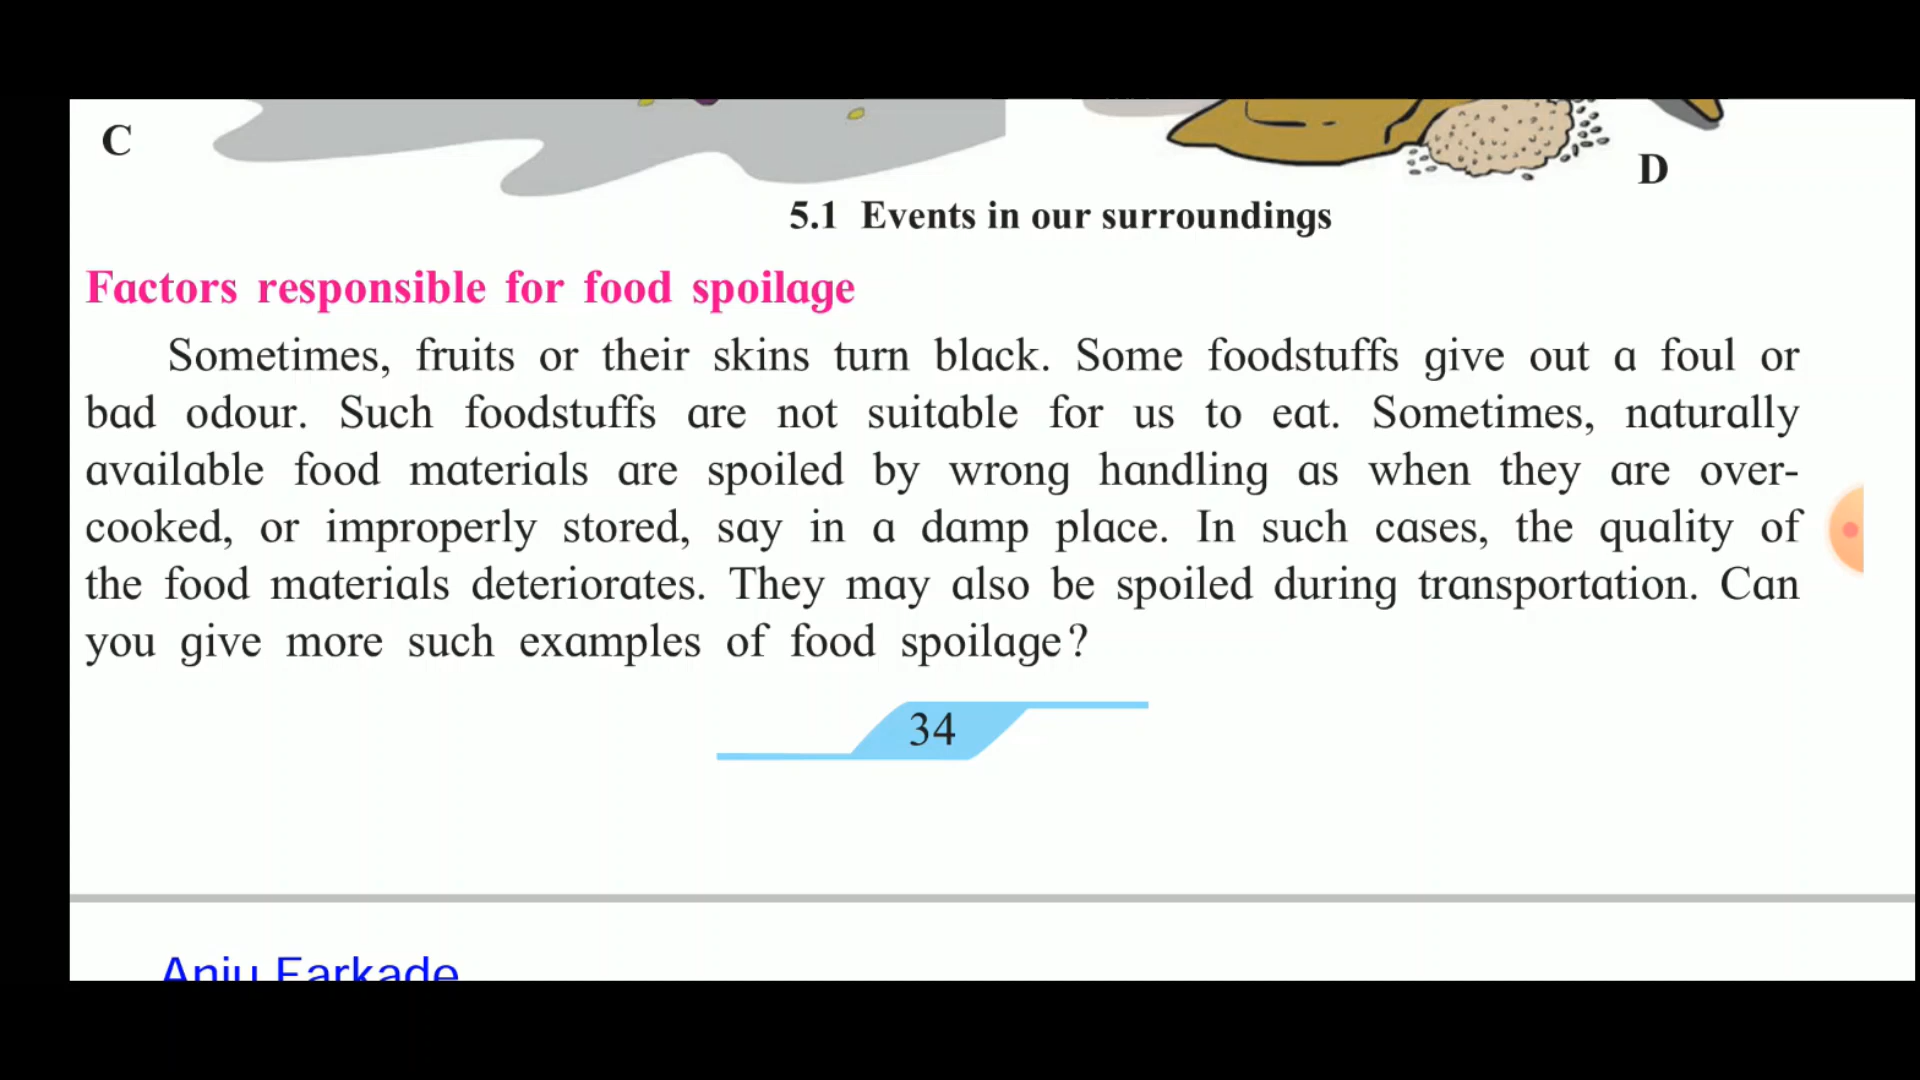 C
D
5.1 Events in our surroundings
Factors responsible for food spoilage
Sometimes, fruits or their skins turn black. Some foodstuffs give out a foul or
bad odour. Such foodstuffs are not suitable for us to eat. Sometimes, naturally
available food materials are spoiled by wrong handling as when they are over-
cooked, or improperly stored, say in a damp place. In such cases, the quality of
the food materials deteriorates. They may also be spoiled during transportation. Can
you give more such examples of food spoilage?
34
Anju Farkade